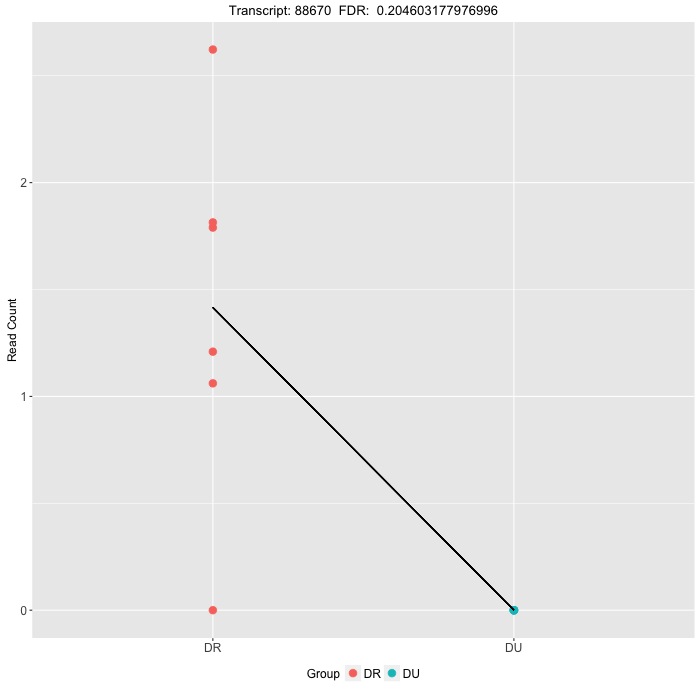 Transcript: 88670 FDR: 0.204603177976996
Read Count
2
1
0
DR DU
Group DR DU